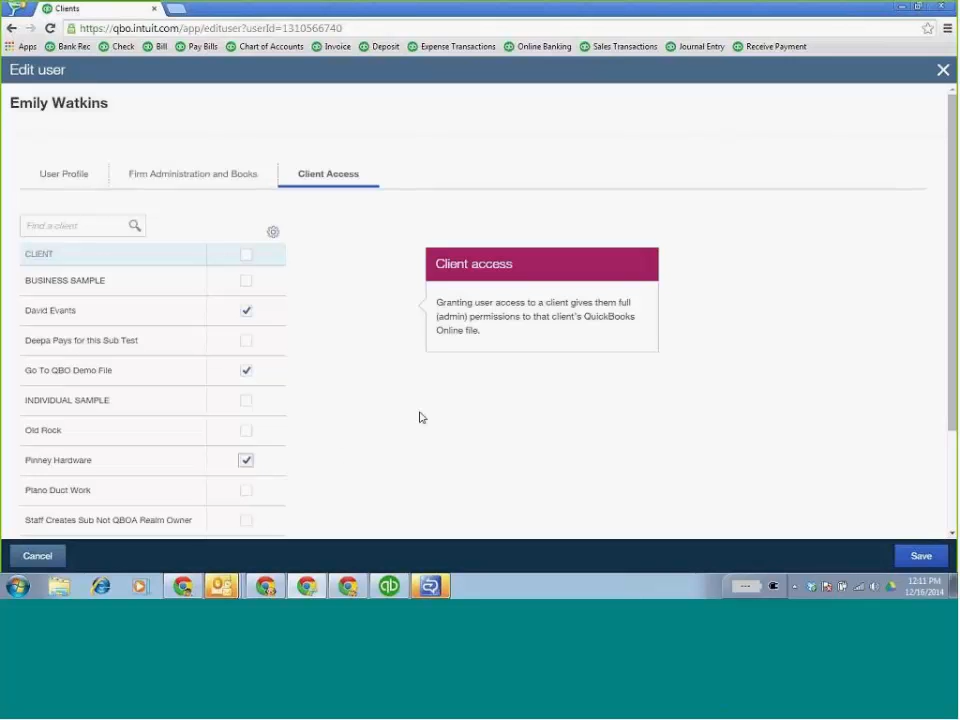 Clients
https://qbo.intuit.com/app/edituser?userId=1310566740
Apps Bank Rec Check Bill Pay Bills Chart of Accounts Invoice Deposit Expense Transactions Online Banking Sales Transactions Journal Entry Receive Payment
Edit user
Emily Watkins
User Profile Firm Administration and Books Client Access
Find a client
CLIENT
BUSINESS SAMPLE
David Evants
Deepa Pays for this Sub Test
Go To QBO Demo File
INDIVIDUAL SAMPLE
Old Rock
Pinney Hardware
Plano Duct Work
Staff Creates Sub Not QBOA Realm Owner
Client access
Granting user access to a client gives them full
(admin) permissions to that client's QuickBooks
Online file.
Cancel Save
qb
12:11 PM
12/16/2014